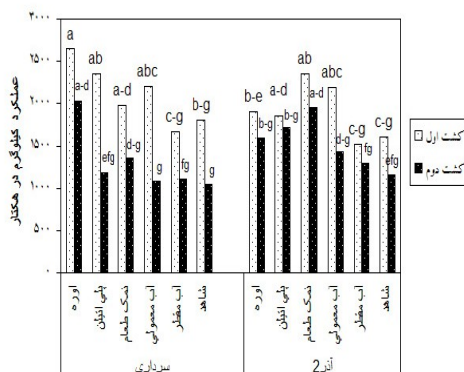 عملکرد کیلوگرم در هکتار
۳۰۰۰
۲۵۰۰
۲۰۰۰
۱۵۰۰
۱۰۰۰
۵۰۰
۰
a
a-d
ab
efg
a-d
d-g
abc
g
c-g
fg
b-g
g
b-e
b-g
a-d
b-g
ab
a-d
abc
d-g
c-g
fg
c-g
efg
کشت اول
کشت دوم
اوره
پلی اتیلن
نمک طعام
آب معمولی
آب مقطر
شاهد
اوره
پلی اتیلن
نمک طعام
آب معمولی
آب مقطر
شاهد
سرداری
آذر2